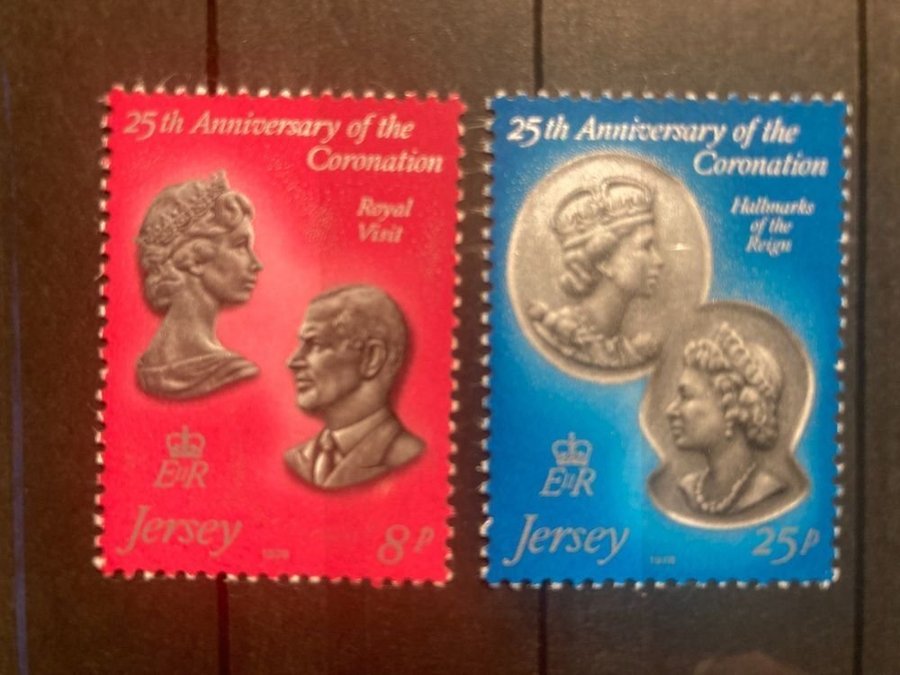 25th Anniversary of the
Coronation
Royal
Visit
EIIR
Jersey
1978
8p
25th Anniversary of the
Coronation
Hallmarks
of the
Reign
EIIR
Jersey
1978
25p